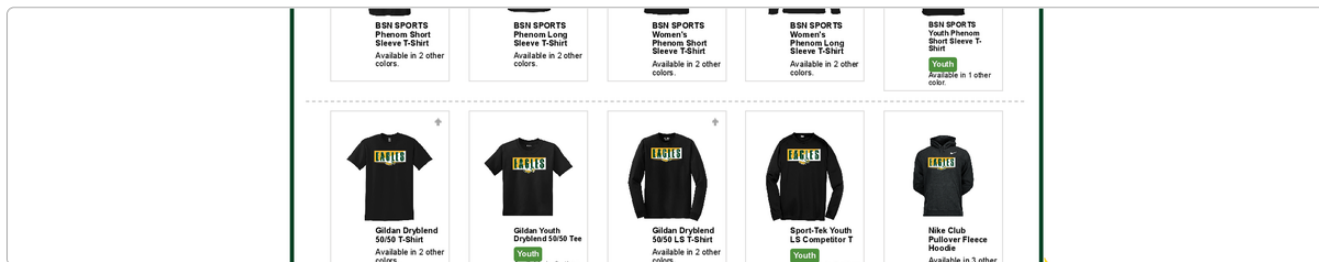 BSN SPORTS
Phenom Short
Sleeve T-Shirt
Available in 2 other
colors.
BSN SPORTS
Phenom Long
Sleeve T-Shirt
Available in 2 other
colors.
BSN SPORTS
Women's
Phenom Short
Sleeve T-Shirt
Available in 2 other
colors.
BSN SPORTS
Women's
Phenom Long
Sleeve T-Shirt
Available in 2 other
colors.
BSN SPORTS
Youth Phenom
Short Sleeve T-
Shirt
Youth
Available in 1 other
color.
EAGLES
EAGLES
EAGLES
EAGLES
EAGLES
Gildan Dryblend
50/50 T-Shirt
Available in 2 other
colors.
Gildan Youth
Dryblend 50/50 Tee
Youth
Gildan Dryblend
50/50 LS T-Shirt
Available in 2 other
colors.
Sport-Tek Youth
LS Competitor T
Youth
Nike Club
Pullover Fleece
Hoodie
Available in 3 other